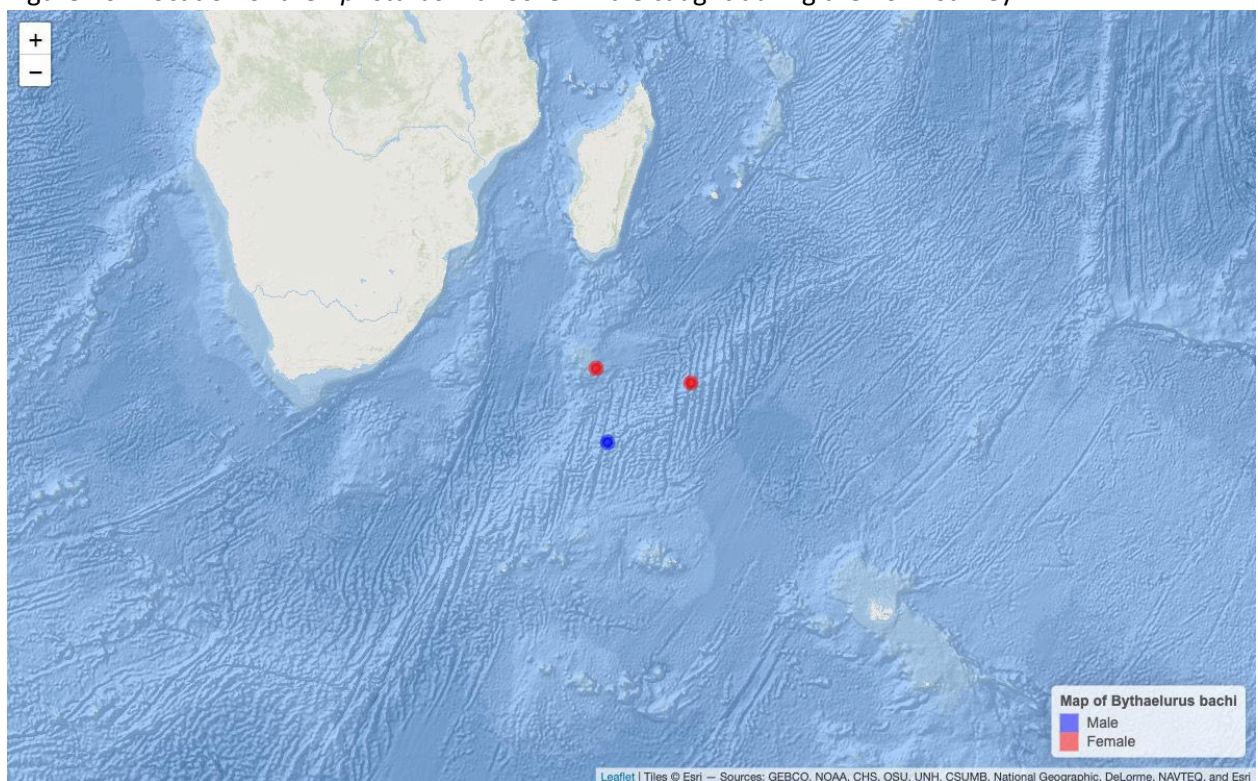 +
−
Map of Bythaelurus bachi
Male
Female
Leaflet | Tiles © Esri — Sources: GEBCO, NOAA, CHS, OSU, UNH, CSUMB, National Geographic, DeLorme, NAVTEQ, and Esri